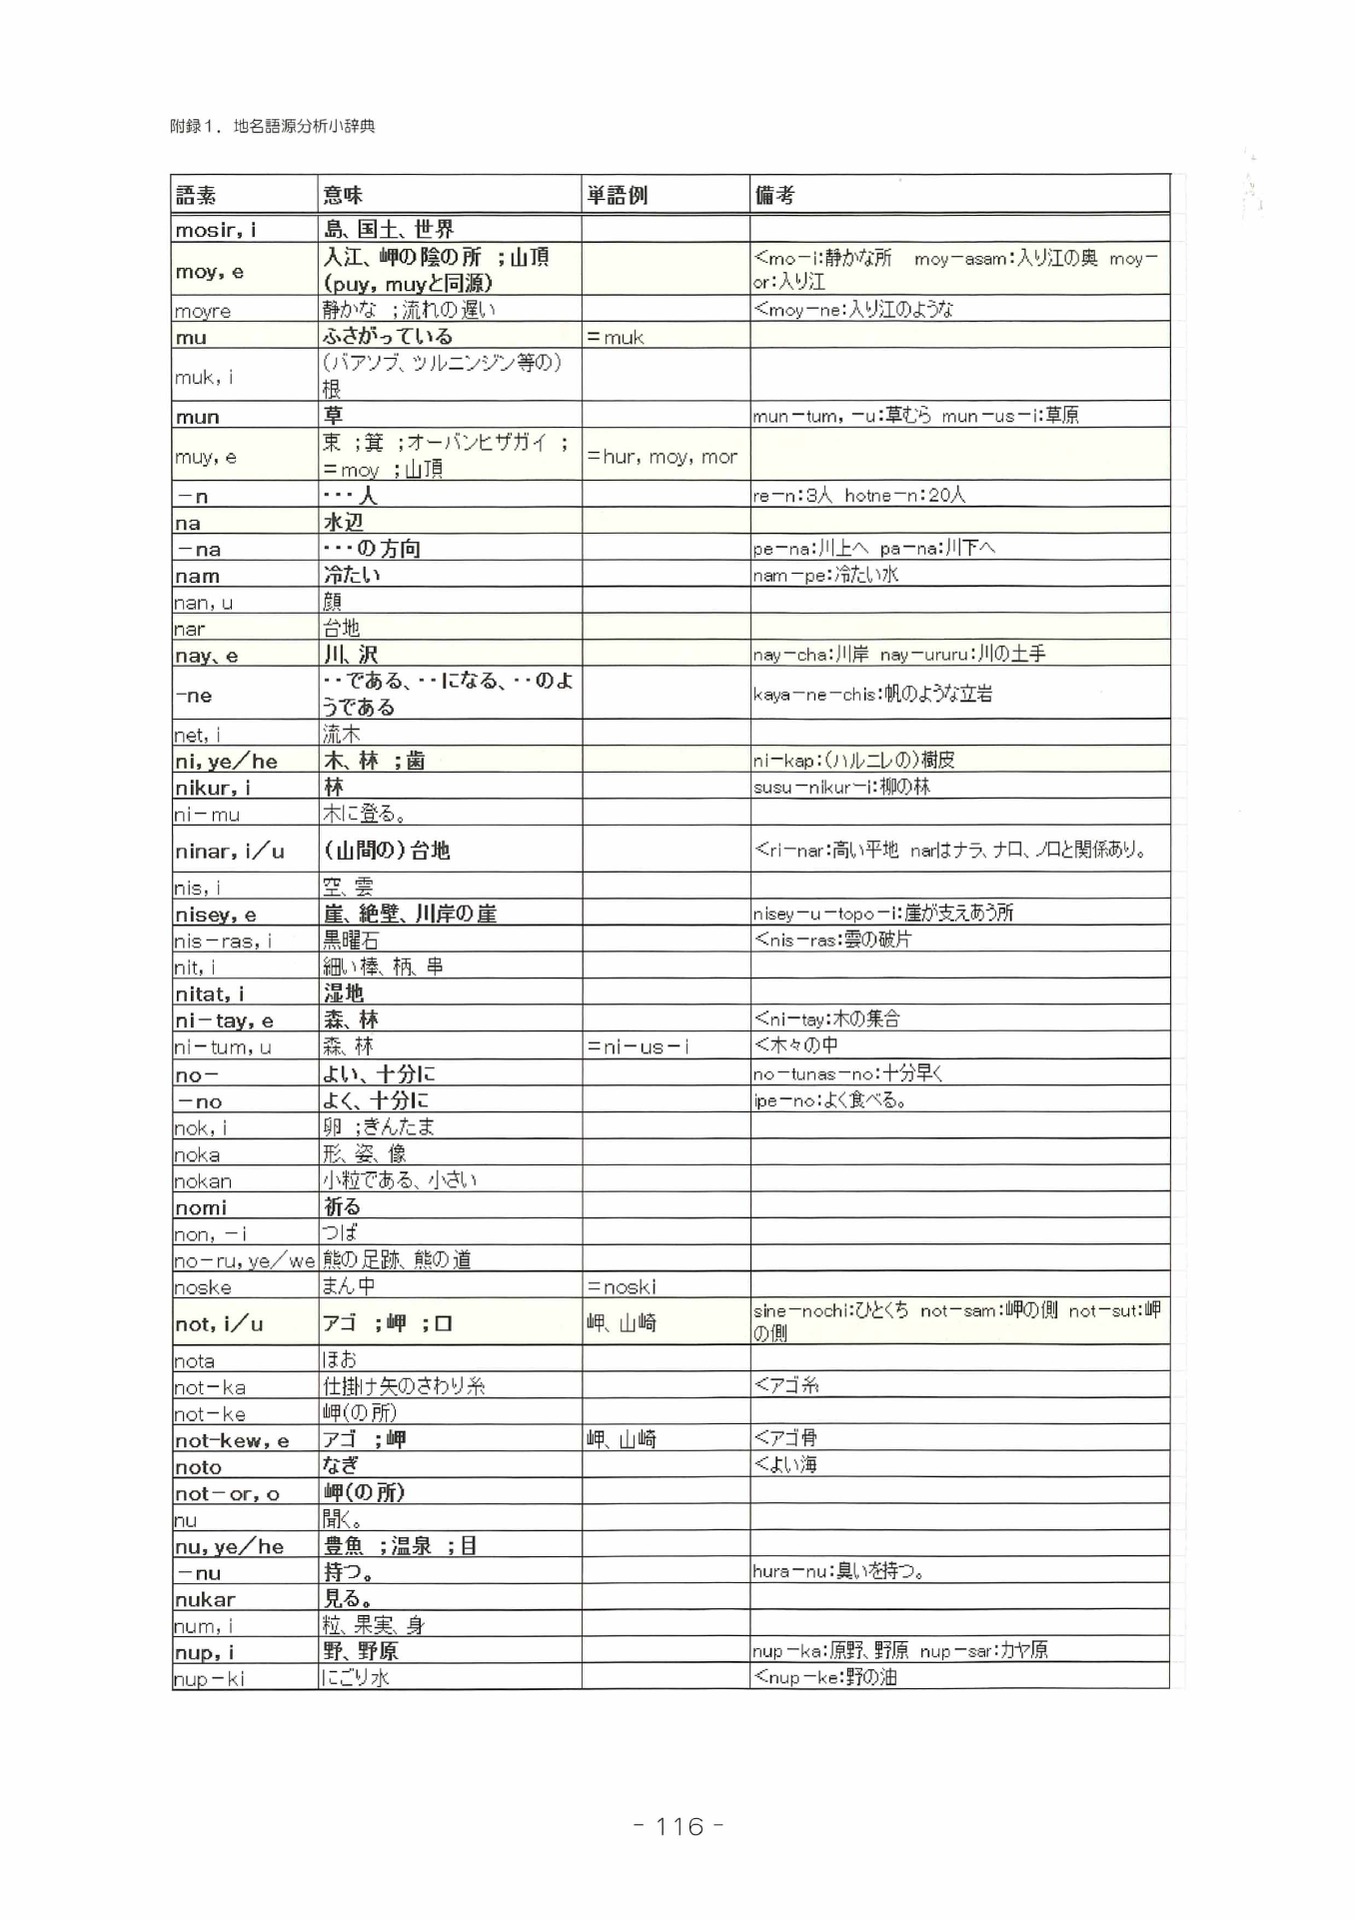 附録１．地名語源分析小辞典
語素 意味 単語例 備考
mosir, i 島、国土、世界
moy, e 入江、岬の陰の所 ；山頂 <mo－i：静かな所 moy－asam：入り江の奥 moy－
(puy, muyと同源) or：入り江
moyre 静かな ；流れの遅い <moy－ne：入り江のような
mu ふさがっている ＝muk
muk, i （バアソブ、ツルニンジン等の）
根
mun 草 mun－tum, －u：草むら mun－us－i：草原
muy, e 束 ；箕 ；オーバンヒザガイ ； ＝hur, moy, mor
＝moy ；山頂
－n ・・・人 re－n：3人 hotne－n：20人
na 水辺
－na ・・・の方向 pe－na：川上へ pa－na：川下へ
nam 冷たい nam－pe：冷たい水
nan, u 顔
nar 台地
nay、e 川、沢 nay－cha：川岸 nay－ururu：川の土手
-ne ・・である、・・になる、・・のよ kaya－ne－chis：帆のような立岩
うである
net, i 流木
ni, ye／he 木、林 ；歯 ni－kap：（ハルニレの）樹皮
nikur, i 林 susu－nikur－i：柳の林
ni－mu 木に登る。
ninar, i／u （山間の）台地 <ri－nar：高い平地 narはナラ、ナロ、ノロと関係あり。
nis, i 空、雲
nisey, e 崖、絶壁、川岸の崖 nisey－u－topo－i：崖が支えあう所
nis－ras, i 黒曜石 <nis－ras：雲の破片
nit, i 細い棒、柄、串
nitat, i 湿地
ni－tay, e 森、林 <ni－tay：木の集合
ni－tum, u 森、林 ＝ni－us－i <木々の中
no－ よい、十分に no－tunas－no：十分早く
－no よく、十分に ipe－no：よく食べる。
nok, i 卵 ；きんたま
noka 形、姿、像
nokan 小粒である、小さい
nomi 祈る
non, －i つば
no－ru, ye／we 熊の足跡、熊の道
noske まん中 ＝noski
not, i／u アゴ ；岬 ；口 岬、山崎 sine－nochi：ひとくち not－sam：岬の側 not－sut：岬
の側
nota ほお
not－ka 仕掛け矢のさわり糸 <アゴ糸
not－ke 岬（の所）
not-kew, e アゴ ；岬 岬、山崎 <アゴ骨
noto なぎ <よい海
not－or, o 岬（の所）
nu 聞く。
nu, ye／he 豊魚 ；温泉 ；目
－nu 持つ。 hura－nu：臭いを持つ。
nukar 見る。
num, i 粒、果実、身
nup, i 野、野原 nup－ka：原野、野原 nup－sar：カヤ原
nup－ki にごり水 <nup－ke：野の油
- 116 -